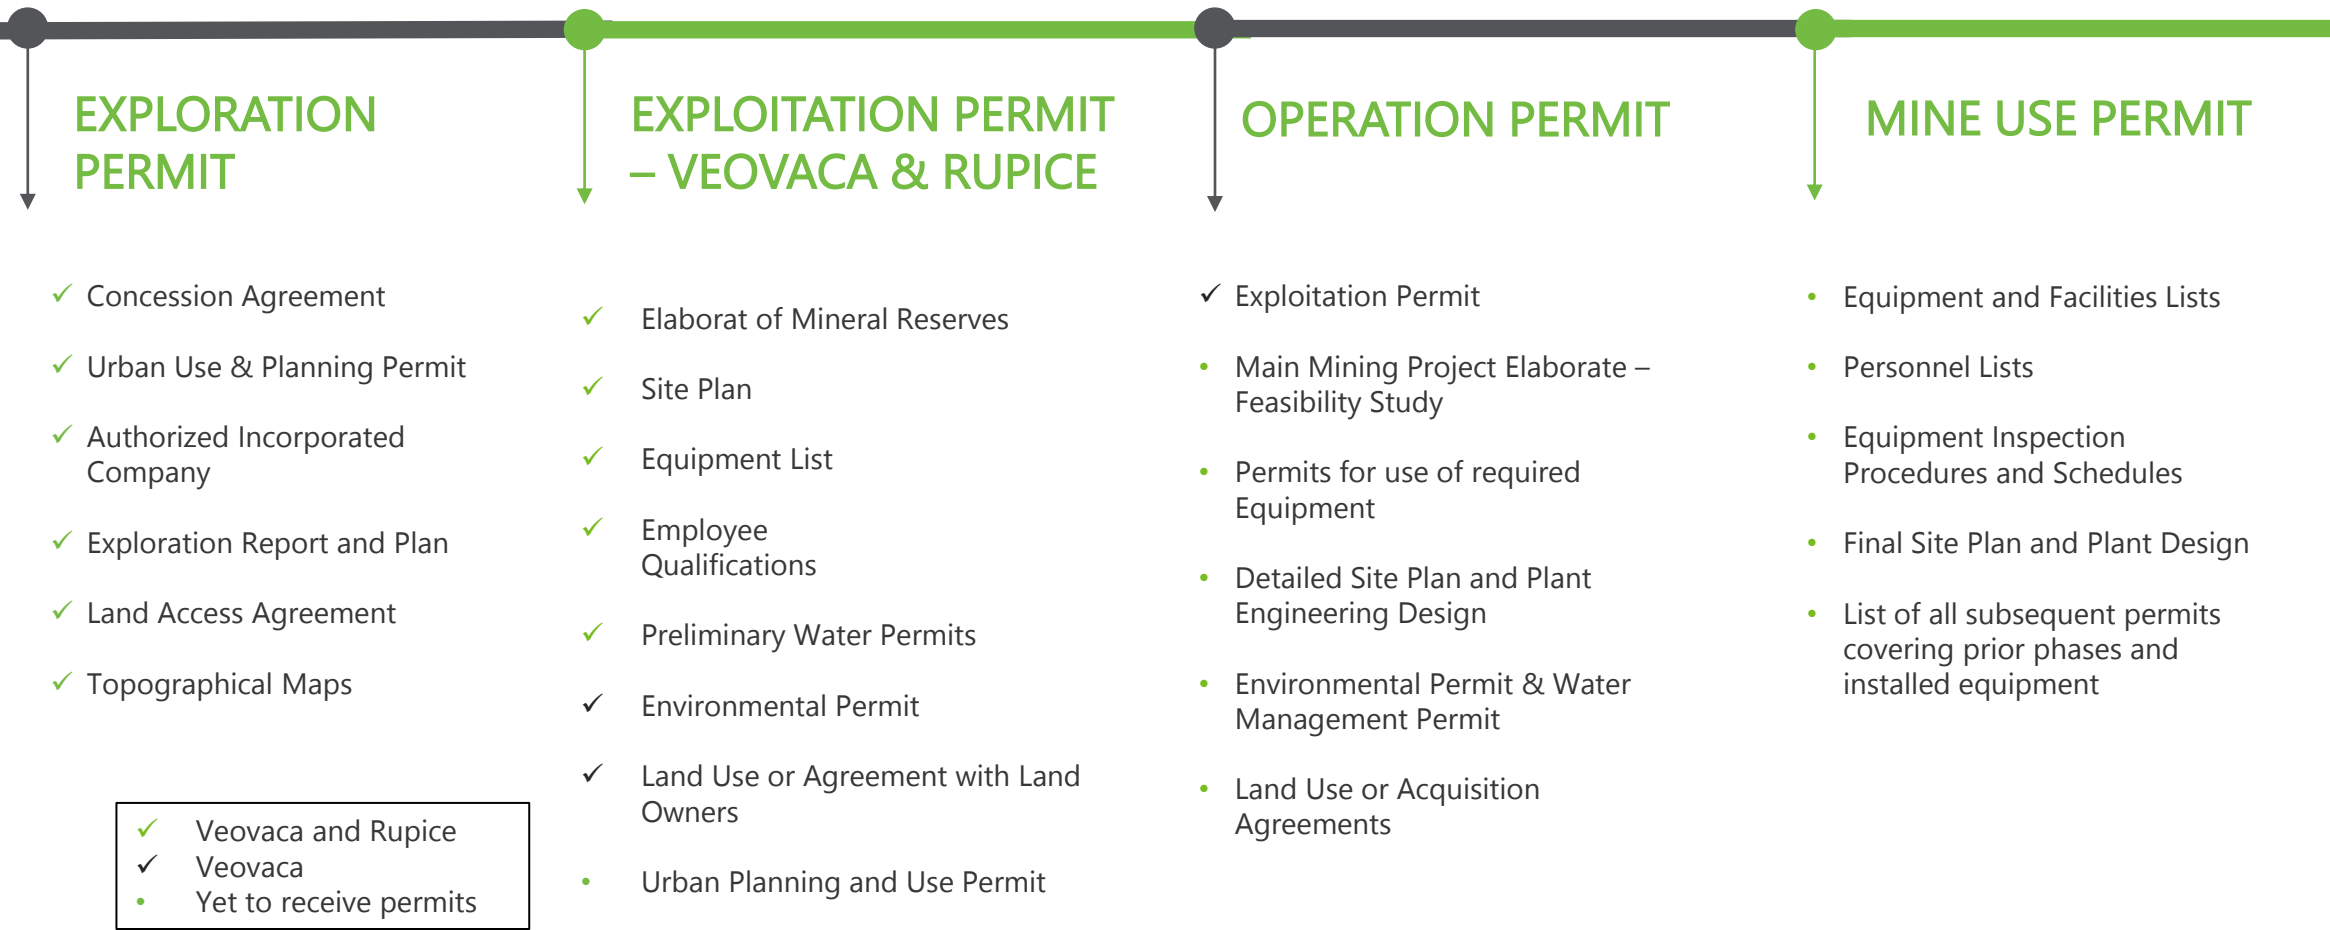 EXPLORATION
PERMIT
✓ Concession Agreement
✓ Urban Use & Planning Permit
✓ Authorized Incorporated
Company
✓ Exploration Report and Plan
✓ Land Access Agreement
✓ Topographical Maps
✓ Veovaca and Rupice
✓ Veovaca
• Yet to receive permits
EXPLOITATION PERMIT
– VEOVACA & RUPICE
✓ Elaborat of Mineral Reserves
✓ Site Plan
✓ Equipment List
✓ Employee
Qualifications
✓ Preliminary Water Permits
✓ Environmental Permit
✓ Land Use or Agreement with Land
Owners
• Urban Planning and Use Permit
OPERATION PERMIT
✓ Exploitation Permit
• Main Mining Project Elaborate –
Feasibility Study
• Permits for use of required
Equipment
• Detailed Site Plan and Plant
Engineering Design
• Environmental Permit & Water
Management Permit
• Land Use or Acquisition
Agreements
MINE USE PERMIT
• Equipment and Facilities Lists
• Personnel Lists
• Equipment Inspection
Procedures and Schedules
• Final Site Plan and Plant Design
• List of all subsequent permits
covering prior phases and
installed equipment